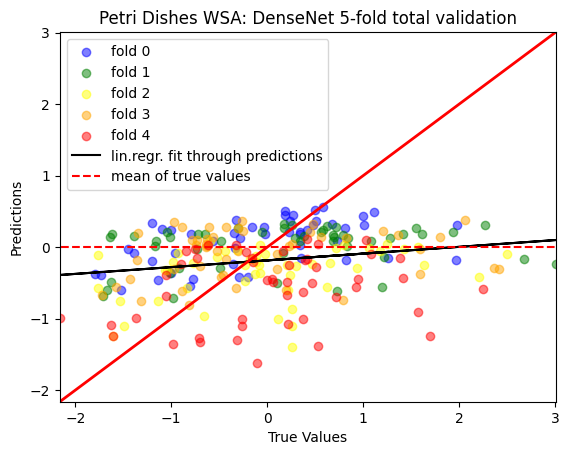 Petri Dishes WSA: DenseNet 5-fold total validation
3
2
1
0
−1
−2
Predictions
fold 0
fold 1
fold 2
fold 3
fold 4
lin.regr. fit through predictions
mean of true values
−2 −1 0 1 2 3
True Values